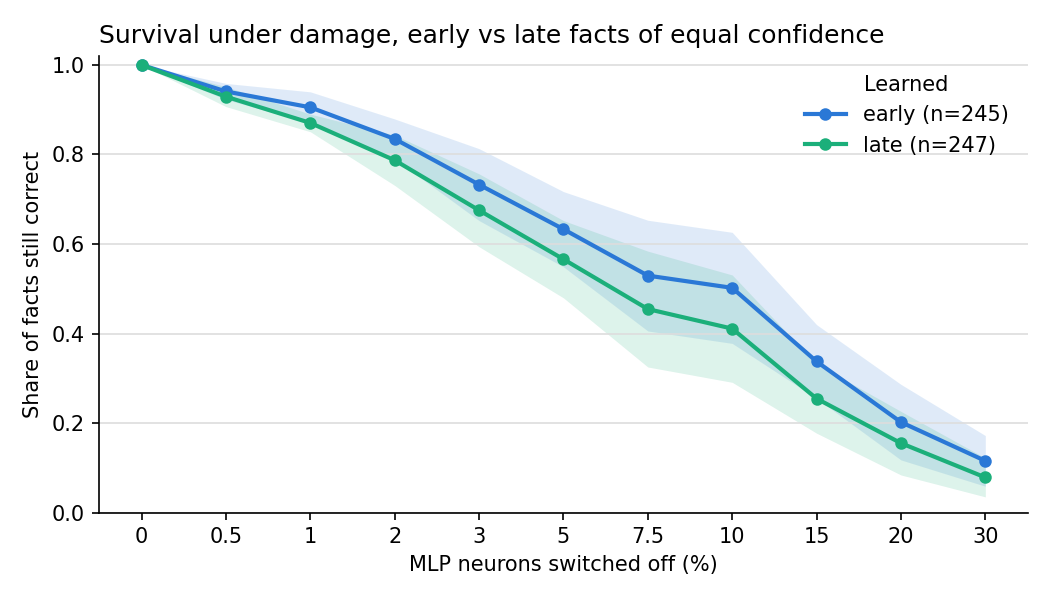 Survival under damage, early vs late facts of equal confidence
Learned
early (n=245)
late (n=247)
Share of facts still correct
1.0
0.8
0.6
0.4
0.2
0.0
0 0.5 1 2 3 5 7.5 10 15 20 30
MLP neurons switched off (%)